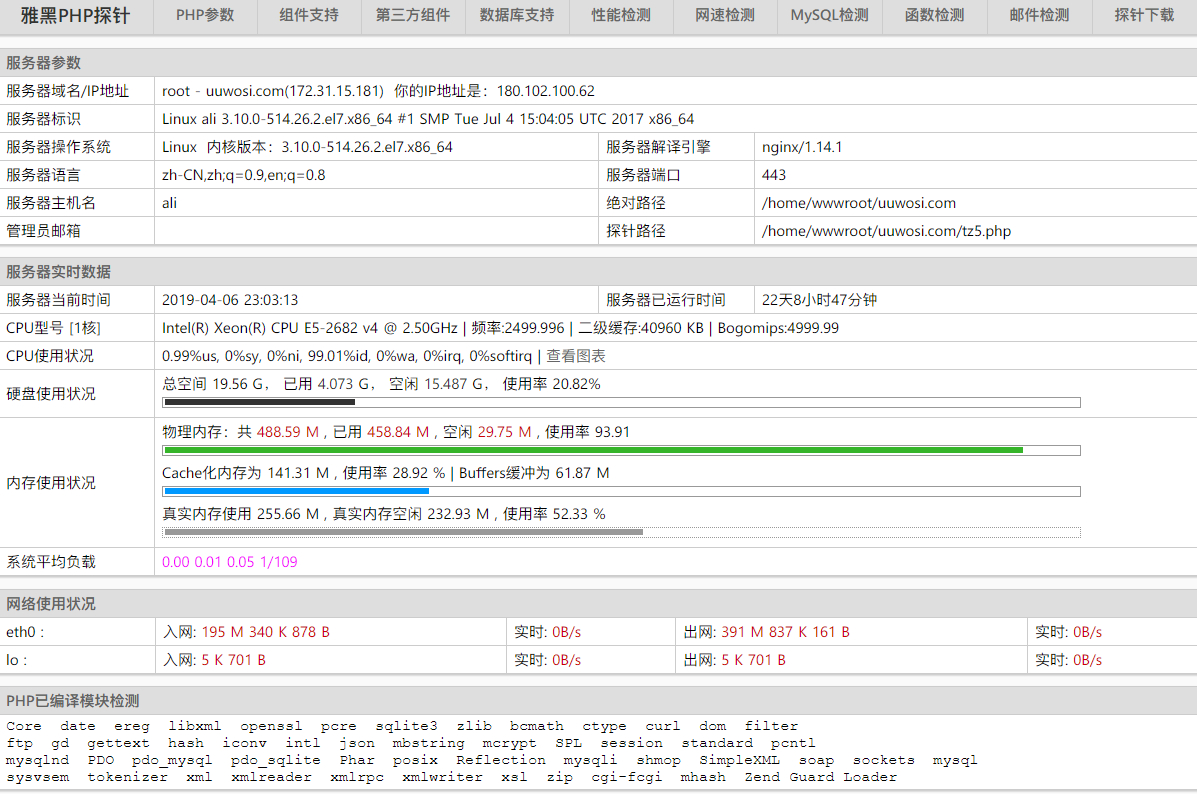 雅黑PHP探针 PHP参数 组件支持 第三方组件 数据库支持 性能检测 网速检测 MySQL检测 函数检测 邮件检测 探针下载
服务器参数
服务器域名/IP地址 root - uuwosi.com(172.31.15.181) 你的IP地址是：180.102.100.62
服务器标识 Linux ali 3.10.0-514.26.2.el7.x86_64 #1 SMP Tue Jul 4 15:04:05 UTC 2017 x86_64
服务器操作系统 Linux 内核版本：3.10.0-514.26.2.el7.x86_64 服务器解译引擎 nginx/1.14.1
服务器语言 zh-CN,zh;q=0.9,en;q=0.8 服务器端口 443
服务器主机名 ali 绝对路径 /home/wwwroot/uuwosi.com
管理员邮箱 探针路径 /home/wwwroot/uuwosi.com/tz5.php
服务器实时数据
服务器当前时间 2019-04-06 23:03:13 服务器已运行时间 22天8小时47分钟
CPU型号 [1核] Intel(R) Xeon(R) CPU E5-2682 v4 @ 2.50GHz | 频率:2499.996 | 二级缓存:40960 KB | Bogomips:4999.99
CPU使用状况 0.99%us, 0%sy, 0%ni, 99.01%id, 0%wa, 0%irq, 0%softirq | 查看图表
硬盘使用状况 总空间 19.56 G， 已用 4.073 G， 空闲 15.487 G， 使用率 20.82%
内存使用状况 物理内存：共 488.59 M , 已用 458.84 M , 空闲 29.75 M , 使用率 93.91
Cache化内存为 141.31 M , 使用率 28.92 % | Buffers缓冲为 61.87 M
真实内存使用 255.66 M , 真实内存空闲 232.93 M , 使用率 52.33 %
系统平均负载 0.00 0.01 0.05 1/109
网络使用状况
eth0 : 入网: 195 M 340 K 878 B 实时: 0B/s 出网: 391 M 837 K 161 B 实时: 0B/s
lo : 入网: 5 K 701 B 实时: 0B/s 出网: 5 K 701 B 实时: 0B/s
PHP已编译模块检测
Core date ereg libxml openssl pcre sqlite3 zlib bcmath ctype curl dom filter
ftp gd gettext hash iconv intl json mbstring mcrypt SPL session standard pcntl
mysqlnd PDO pdo_mysql pdo_sqlite Phar posix Reflection mysqli shmop SimpleXML soap sockets mysql
sysvsem tokenizer xml xmlreader xmlrpc xmlwriter xsl zip cgi-fcgi mhash Zend Guard Loader